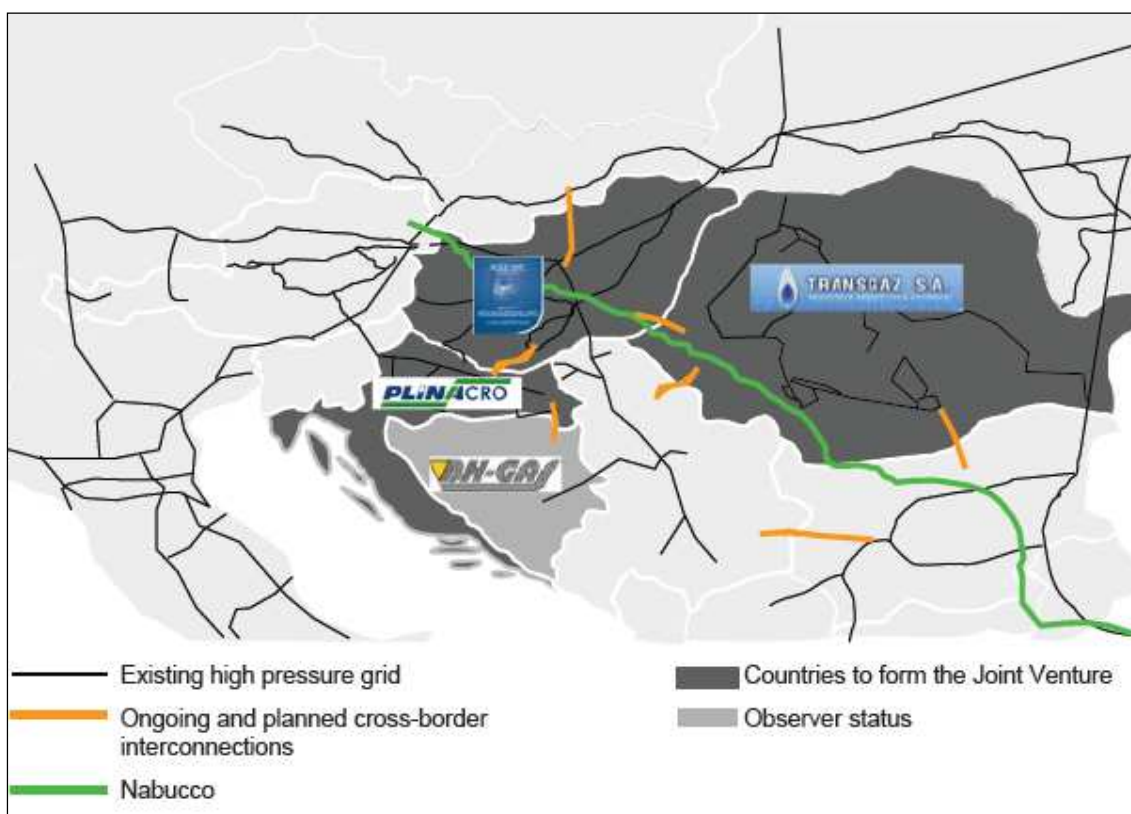 TRANSGAZ S.A.
PLINACRO
BH-GAS
Existing high pressure grid
Ongoing and planned cross-border
interconnections
Nabucco
Countries to form the Joint Venture
Observer status